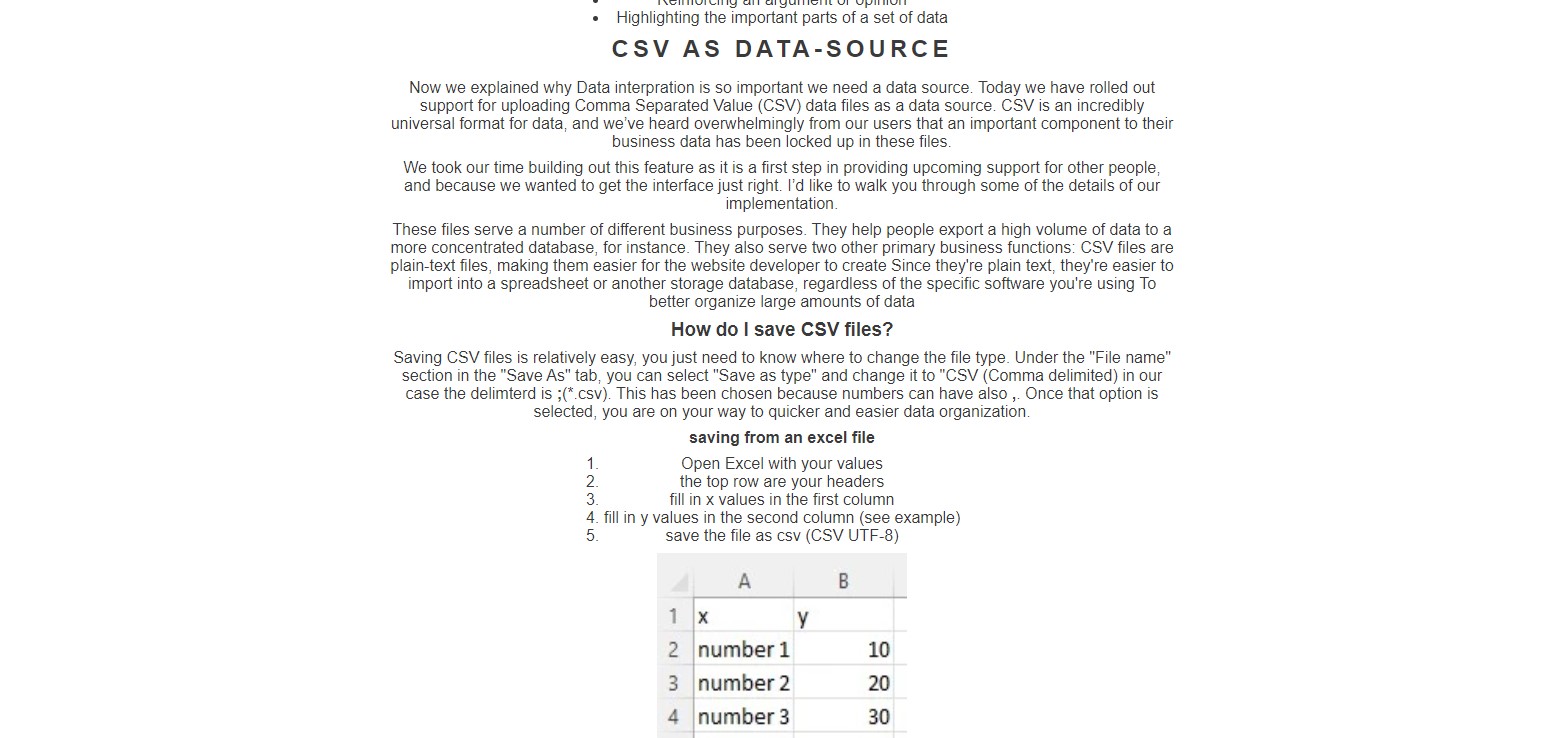 Reinforcing an argument or opinion
• Highlighting the important parts of a set of data
CSV AS DATA-SOURCE
Now we explained why Data interpration is so important we need a data source. Today we have rolled out
support for uploading Comma Separated Value (CSV) data files as a data source. CSV is an incredibly
universal format for data, and we've heard overwhelmingly from our users that an important component to their
business data has been locked up in these files.
We took our time building out this feature as it is a first step in providing upcoming support for other people,
and because we wanted to get the interface just right. I'd like to walk you through some of the details of our
implementation.
These files serve a number of different business purposes. They help people export a high volume of data to a
more concentrated database, for instance. They also serve two other primary business functions: CSV files are
plain-text files, making them easier for the website developer to create Since they're plain text, they're easier to
import into a spreadsheet or another storage database, regardless of the specific software you're using To
better organize large amounts of data
How do I save CSV files?
Saving CSV files is relatively easy, you just need to know where to change the file type. Under the "File name"
section in the "Save As" tab, you can select "Save as type" and change it to "CSV (Comma delimited) in our
case the delimterd is ;(*.csv). This has been chosen because numbers can have also ,. Once that option is
selected, you are on your way to quicker and easier data organization.
saving from an excel file
1. Open Excel with your values
2. the top row are your headers
3. fill in x values in the first column
4. fill in y values in the second column (see example)
5. save the file as csv (CSV UTF-8)
A B
1 x y
2 number 1 10
3 number 2 20
4 number 3 30